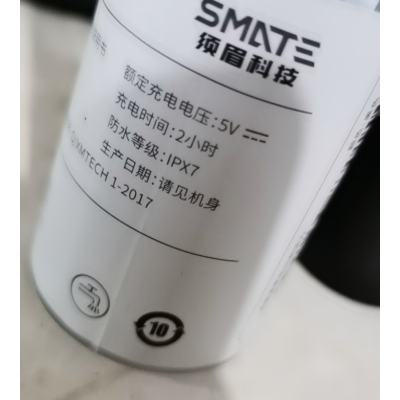 SMATE
须眉科技
额定充电电压:5V
充电时间:2小时
防水等级:IPX7
生产日期:请见机身
XMTECH 1-2017
10